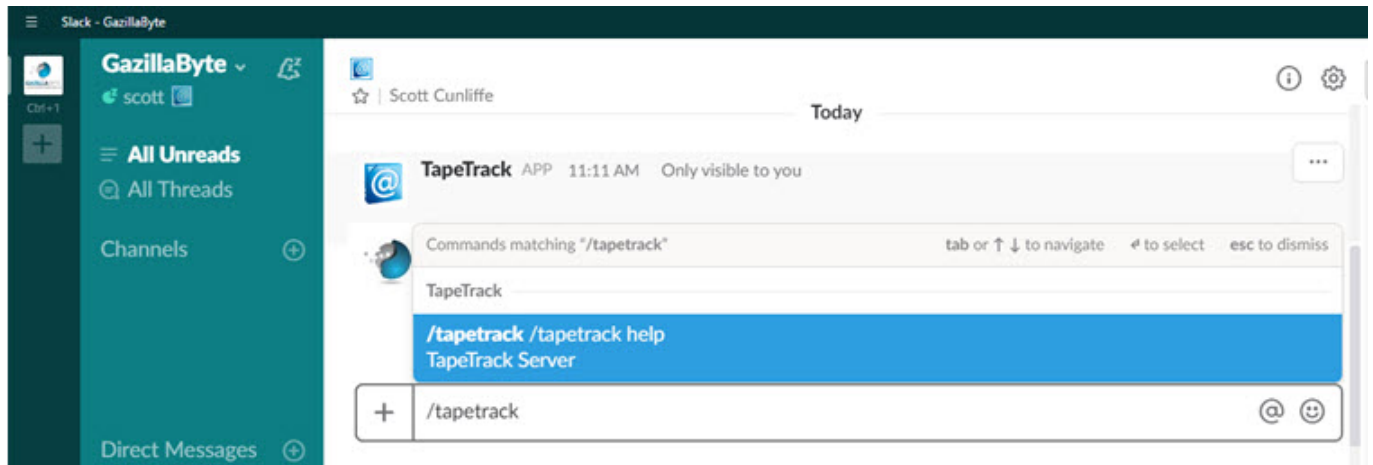 Slack - GazillaByte
Ctrl+1
GazillaByte
scott
All Unreads
All Threads
Channels
Direct Messages
Scott Cunliffe
Today
TapeTrack APP 11:11 AM Only visible to you
Commands matching "/tapetrack" tab or ↑ ↓ to navigate ↵ to select esc to dismiss
TapeTrack
/tapetrack /tapetrack help
TapeTrack Server
/tapetrack